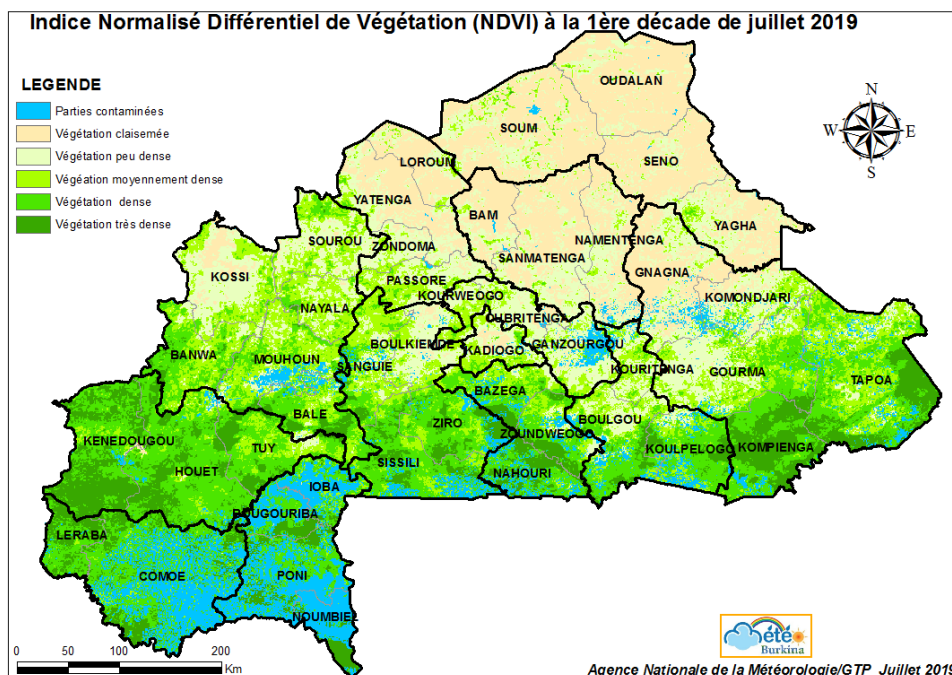 Indice Normalisé Différentiel de Végétation (NDVI) à la 1ère décade de juillet 2019
LEGENDE
Parties contaminées
Végétation claisemée
Végétation peu dense
Végéation moyennement dense
Végétation dense
Végétation très dense
N
W
E
S
OUDALAN
SOUM
LOROUM
SENO
YATENGA
BAM
YAGHA
SOUROU
NAMENTENGA
ZONDOMA
SANMATENGA
KOSSI
GNAGNA
PASSORE
KOMONDJARI
KOURWEOGO
NAYALA
OUBRITENGA
BOULKIEMDE
GANZOURGOU
KADIOGO
BANWA
MOUHOUN
SANGUIE
KOURITENGA
GOURMA
TAPOA
BAZEGA
BALE
BOULGOU
ZIRO
ZOUNDWEOGO
KENEDOUGOU
TUY
KOULPELOGO
KOMPIENGA
SISSILI
HOUET
NAHOURI
IOBA
BOUGOURIBA
LERABA
COMOE
PONI
NOUMBIEL
été
Burkina
0 50 100 200
Km
Agence Nationale de la Météorologie/GTP Juillet 2019